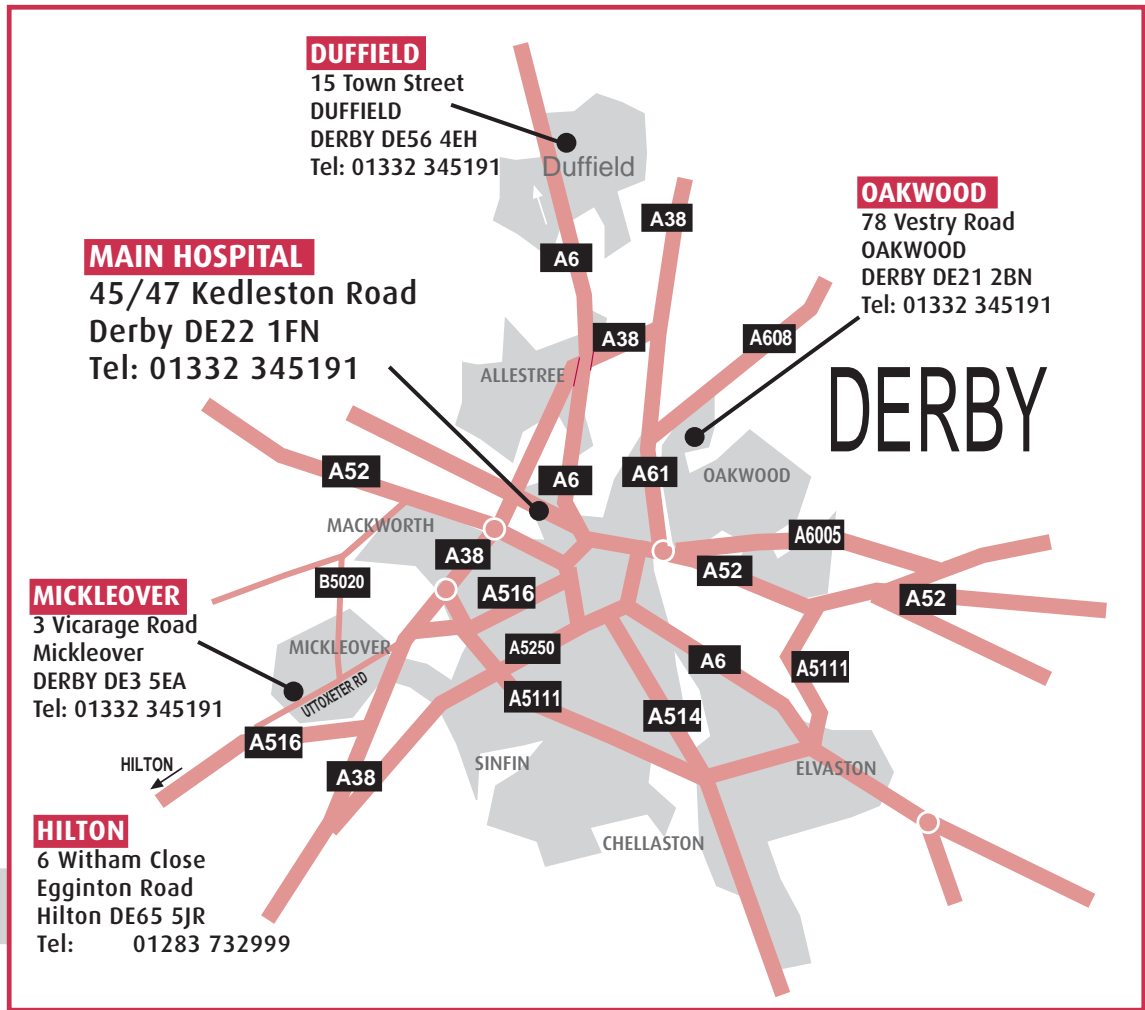 DUFFIELD
15 Town Street
DUFFIELD
DERBY DE56 4EH
Tel: 01332 345191
Duffield
OAKWOOD
78 Vestry Road
OAKWOOD
DERBY DE21 2BN
Tel: 01332 345191
MAIN HOSPITAL
45/47 Kedleston Road
Derby DE22 1FN
Tel: 01332 345191
A38
A6
A38
A608
ALLESTREE
DERBY
A52
A6
A61
OAKWOOD
MACKWORTH
A6005
A38
A52
B5020
A516
A52
MICKLEOVER
3 Vicarage Road
Mickleover
DERBY DE3 5EA
Tel: 01332 345191
MICKLEOVER
A5250
A6
A5111
UTTOXETER RD
A5111
A514
A516
HILTON
A38
SINFIN
ELVASTON
CHELLASTON
HILTON
6 Witham Close
Egginton Road
Hilton DE65 5JR
Tel: 01283 732999